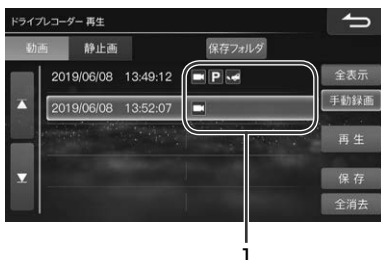 ドライブレコーダー 再生
動画 静止画 保存フォルダ
2019/06/08 13:49:12 P 全表示
2019/06/08 13:52:07 手動録画
再生
保存
全消去
1